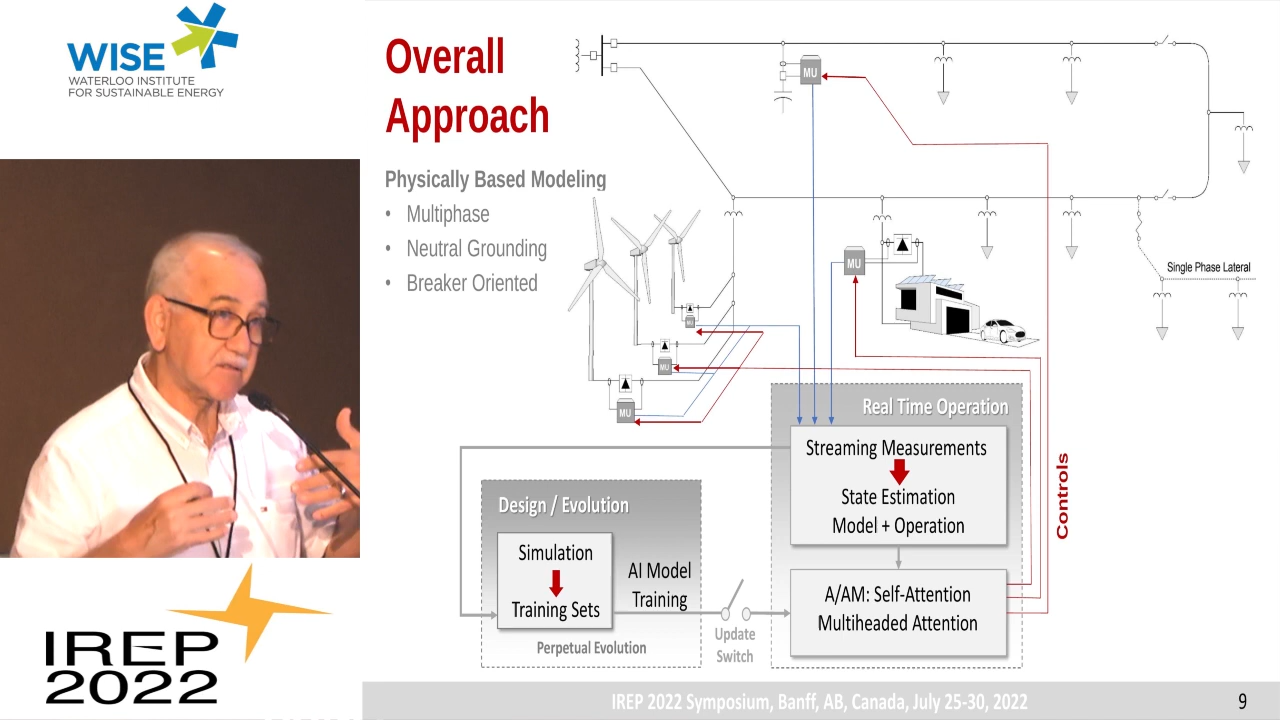 WISE
WATERLOO INSTITUTE
FOR SUSTAINABLE ENERGY
IREP
2022
Overall
Approach
Physically Based Modeling
• Multiphase
• Neutral Grounding
• Breaker Oriented
MU
MU
Single Phase Lateral
MU
MU
MU
Real Time Operation
Streaming Measurements
State Estimation
Model + Operation
A/AM: Self-Attention
Multiheaded Attention
Controls
Design / Evolution
Simulation
Training Sets
AI Model
Training
Perpetual Evolution
Update
Switch
IREP 2022 Symposium, Banff, AB, Canada, July 25-30, 2022
9